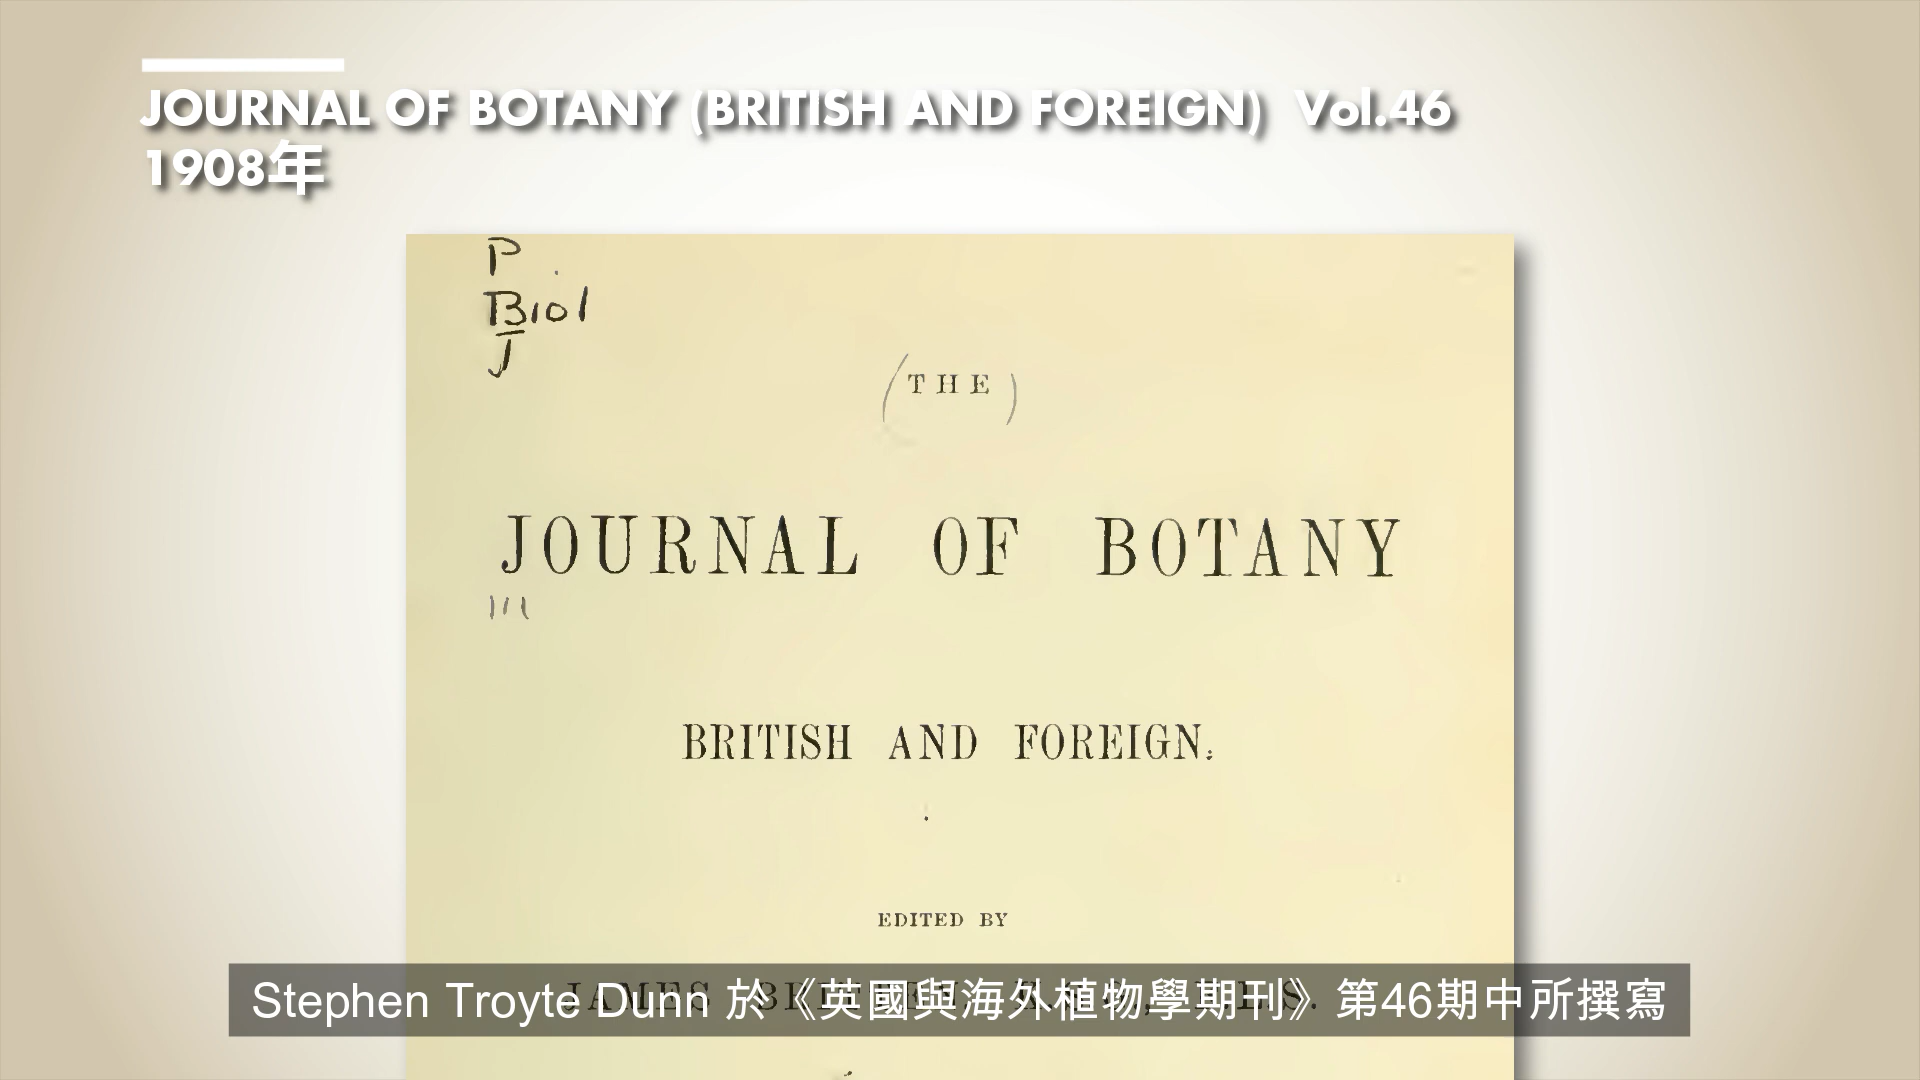 JOURNAL OF BOTANY (BRITISH AND FOREIGN) Vol.46
1908年
P
Biol
J
(THE)
JOURNAL OF BOTANY
BRITISH AND FOREIGN.
EDITED BY
Stephen Troyte Dunn 於《英國與海外植物學期刊》第46期中所撰寫